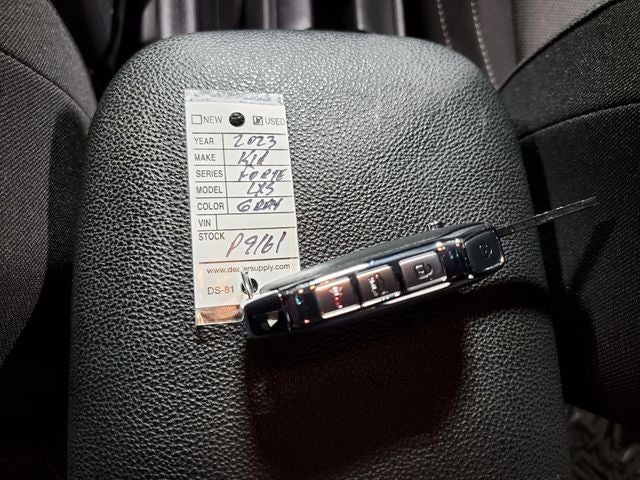 NEW USED
YEAR 2023
MAKE KIA
SERIES FORTE
MODEL LXS
COLOR GRAY
VIN
STOCK P9161
www.dealersupply.com
DS-81